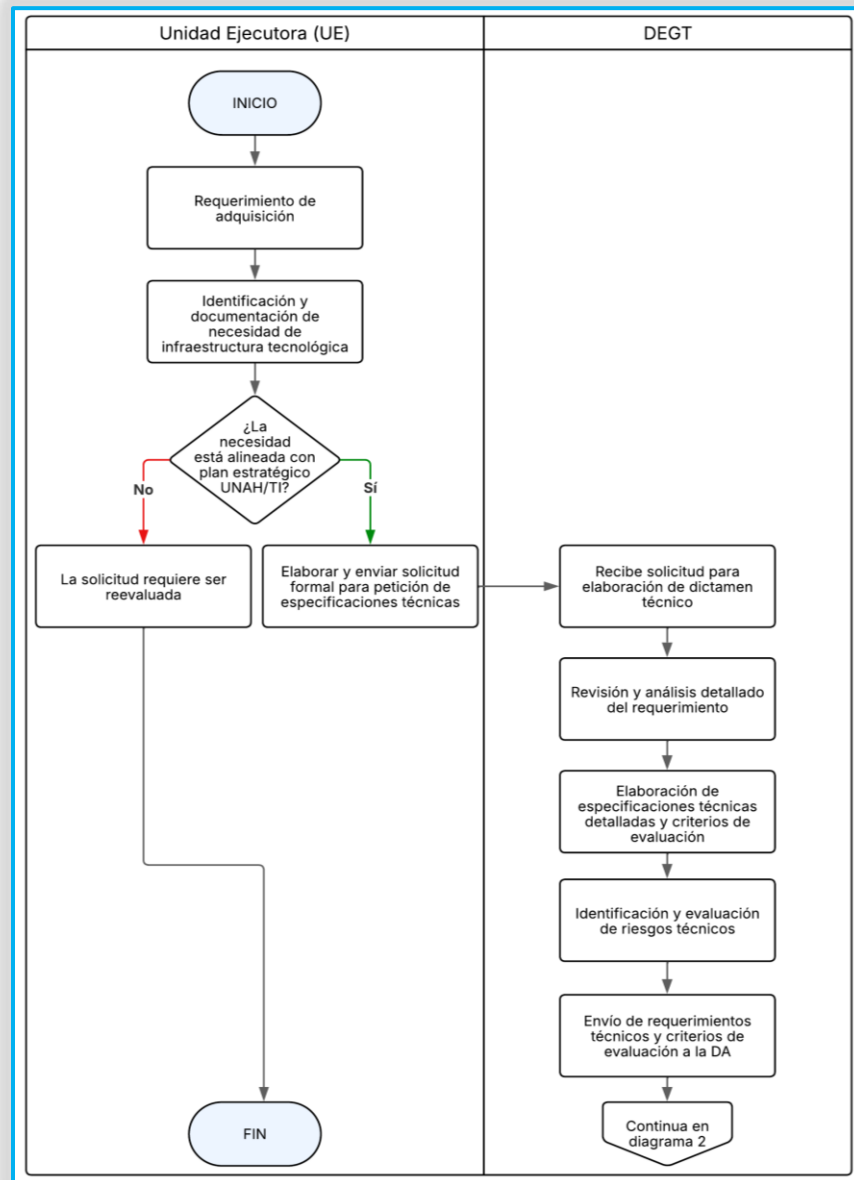 Unidad Ejecutora (UE)
DEGT
INICIO
Requerimiento de
adquisición
Identificación y
documentación de
necesidad de
infraestructura tecnológica
¿La
necesidad
está alineada con
plan estratégico
UNAH/TI?
No
Sí
La solicitud requiere ser
reevaluada
Elaborar y enviar solicitud
formal para petición de
especificaciones técnicas
Recibe solicitud para
elaboración de dictamen
técnico
Revisión y análisis detallado
del requerimiento
Elaboración de
especificaciones técnicas
detalladas y criterios de
evaluación
Identificación y evaluación
de riesgos técnicos
Envío de requerimientos
técnicos y criterios de
evaluación a la DA
FIN
Continua en
diagrama 2